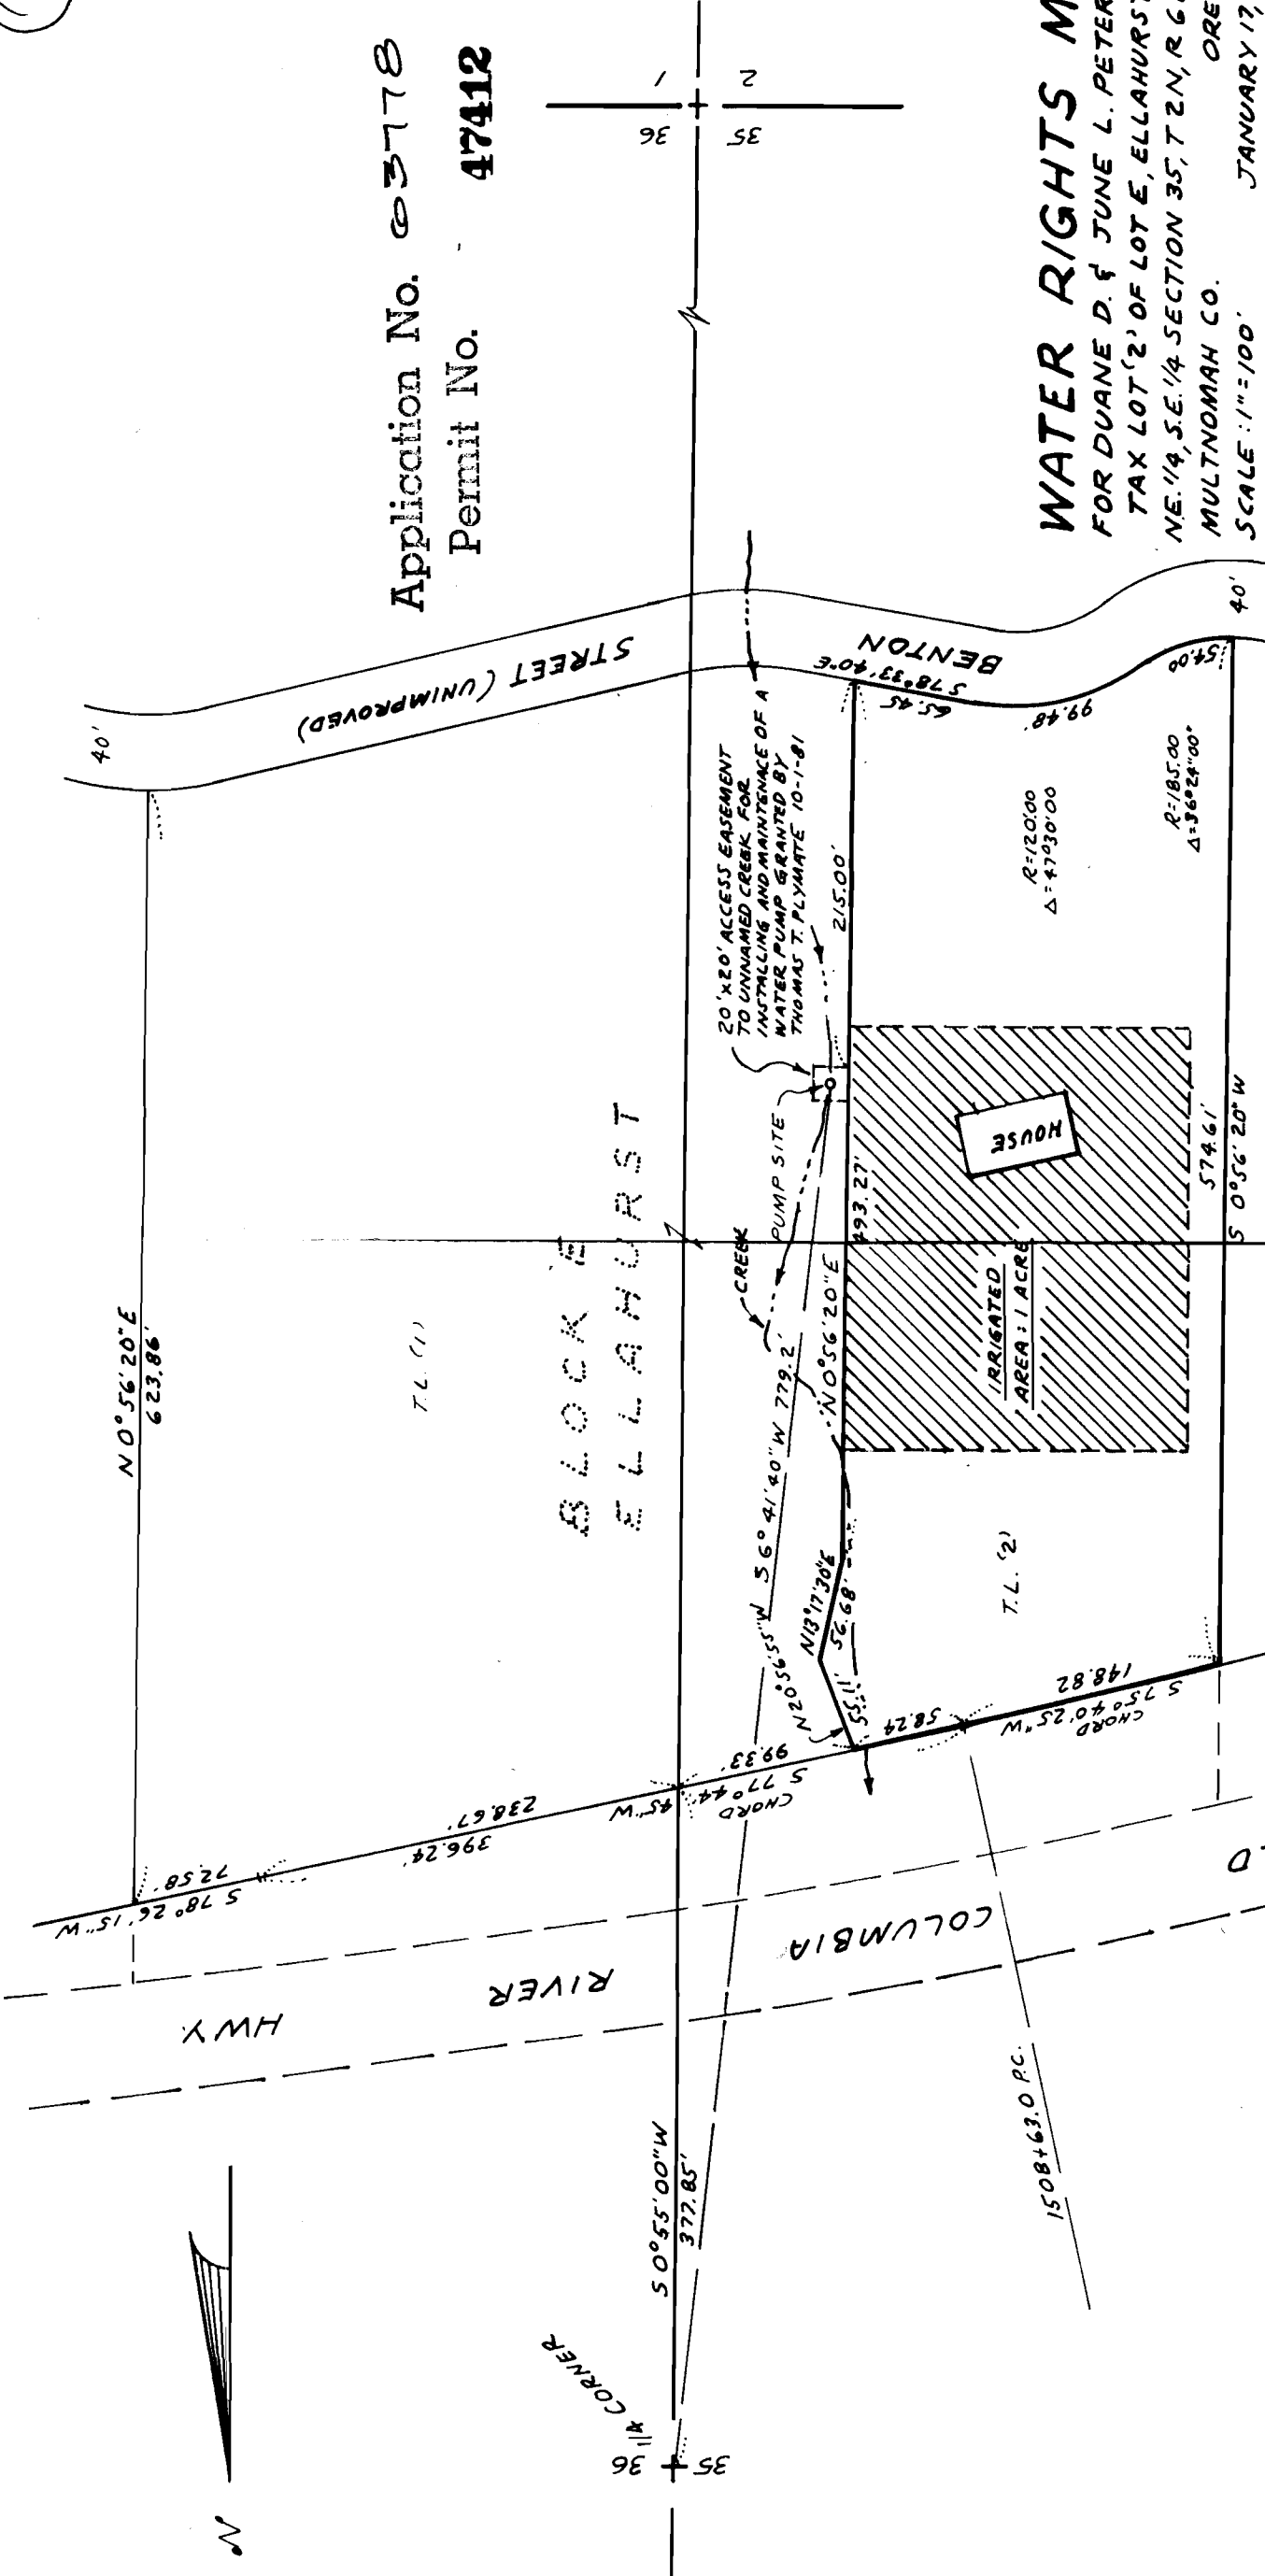 Application No. 63778
Permit No. 47412
1
2
36
35
WATER RIGHTS
FOR DUANE D. & JUNE L. PETER
TAX LOT '2' OF LOT E, ELLAHURST
NE.1/4, S.E.1/4 SECTION 35, T 2N, R 6
MULTNOMAH CO. ORE
SCALE: 1"=100' JANUARY 17,
40'
STREET (UNIMPROVED)
BENTON
S 78°33'40"E
65.45
99.48'
54.00
40'
R=120.00
Δ=47°30'00
R=185.00
Δ=36°24'00"
20'x20' ACCESS EASEMENT
TO UNNAMED CREEK FOR
INSTALLING AND MAINTENACE OF A
WATER PUMP GRANTED BY
THOMAS T. PLYMATE 10-1-81
215.00'
PUMP SITE
CREEK
HOUSE
493.27'
N 0°56'20"E
IRRIGATED
AREA: 1 ACRE
574.61'
S 0°56'20"W
N 0°56'20"E
623.86'
T.L. '1'
BLOCK E
ELLAHURST
S 6°41'40"W 779.2'
N13°17'30"E
56.68'
N20°56'55"W
55.11'
T.L. '2'
58.24
148.82
CHORD
S 75°40'25"W
99.33'
CHORD
S 77°44'45"W
238.67'
396.24'
72.58'
S 78°26'15"W
COLUMBIA
RIVER
HWY.
S 0°55'00"W
377.85'
1508+63.0 P.C.
1/4 CORNER
36
35
N